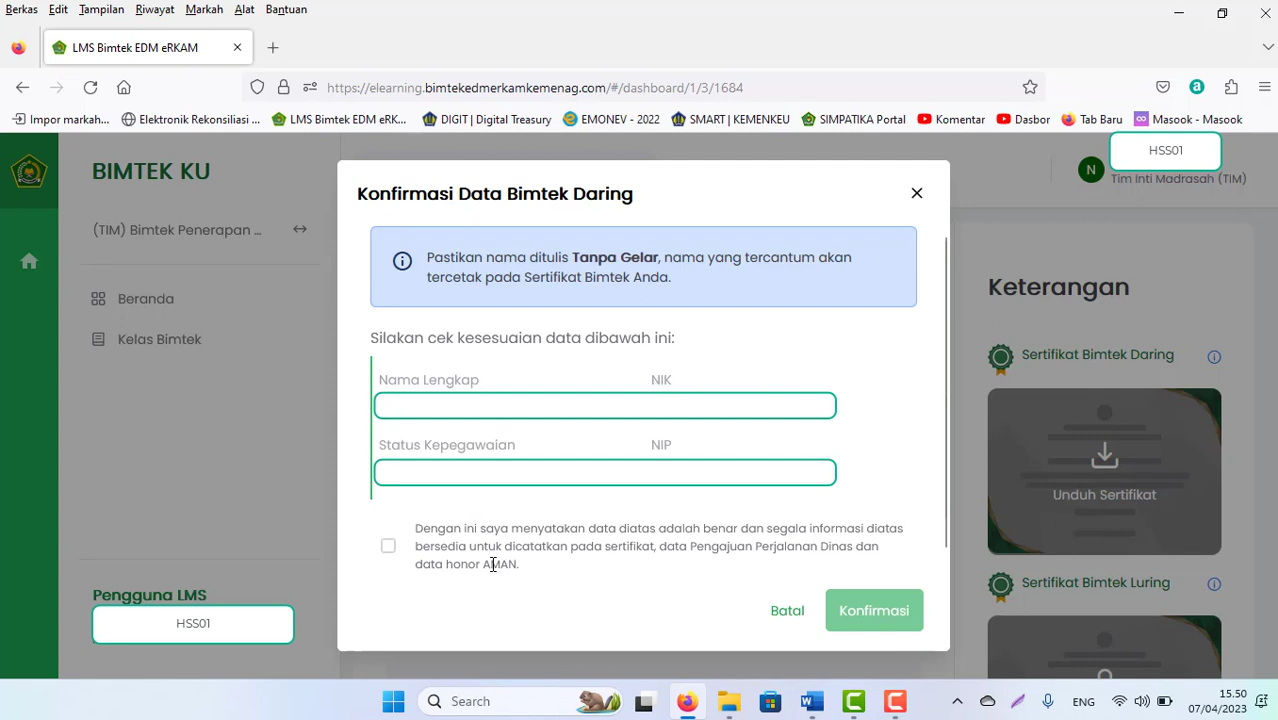 Berkas Edit Tampilan Riwayat Markah Alat Bantuan
LMS Bimtek EDM eRKAM
https://elearning.bimtekedmerkamkemenag.com/#/dashboard/1/3/1684
Impor markah... Elektronik Rekonsiliasi ... LMS Bimtek EDM eRK... DIGIT | Digital Treasury EMONEV - 2022 SMART | KEMENKEU SIMPATIKA Portal Komentar Dasbor Tab Baru Masook - Masook
BIMTEK KU
(TIM) Bimtek Penerapan ...
Beranda
Kelas Bimtek
Pengguna LMS
HSS01
Konfirmasi Data Bimtek Daring
Pastikan nama ditulis Tanpa Gelar, nama yang tercantum akan
tercetak pada Sertifikat Bimtek Anda.
Silakan cek kesesuaian data dibawah ini:
Nama Lengkap NIK
Status Kepegawaian NIP
Dengan ini saya menyatakan data diatas adalah benar dan segala informasi diatas
bersedia untuk dicatatkan pada sertifikat, data Pengajuan Perjalanan Dinas dan
data honor AMAN.
Batal Konfirmasi
N
HSS01
Tim Inti Madrasah (TIM)
Keterangan
Sertifikat Bimtek Daring
Unduh Sertifikat
Sertifikat Bimtek Luring
Search
ENG
15.50
07/04/2023